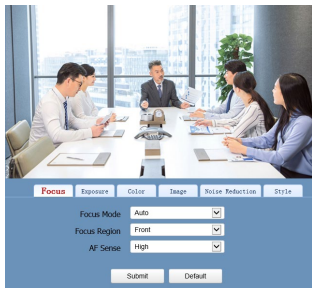 Focus Exposure Color Image Noise Reduction Style
Focus Mode Auto
Focus Region Front
AF Sense High
Submit Default